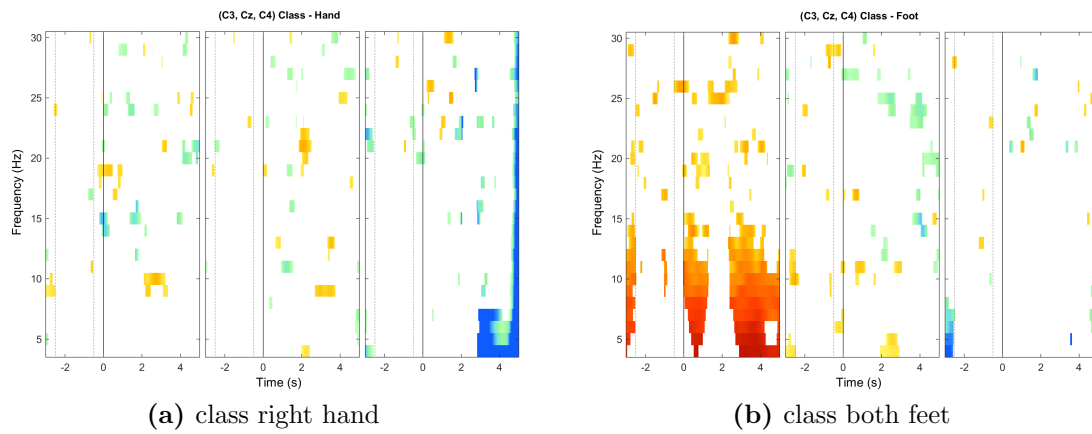 (C3, Cz, C4) Class - Hand
Frequency (Hz)
30
25
20
15
10
5
-2 0 2 4 -2 0 2 4 -2 0 2 4
Time (s)
(a) class right hand
(C3, Cz, C4) Class - Foot
Frequency (Hz)
30
25
20
15
10
5
-2 0 2 4 -2 0 2 4 -2 0 2 4
Time (s)
(b) class both feet